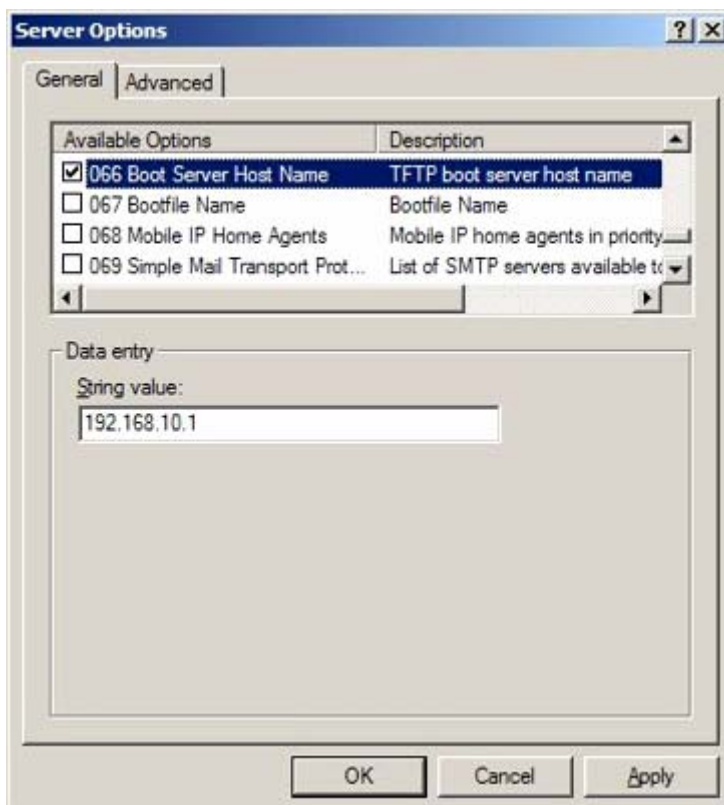 Server Options
General Advanced
Available Options Description
066 Boot Server Host Name TFTP boot server host name
067 Bootfile Name Bootfile Name
068 Mobile IP Home Agents Mobile IP home agents in priority
069 Simple Mail Transport Prot... List of SMTP servers available to
Data entry
String value:
192.168.10.1
OK Cancel Apply